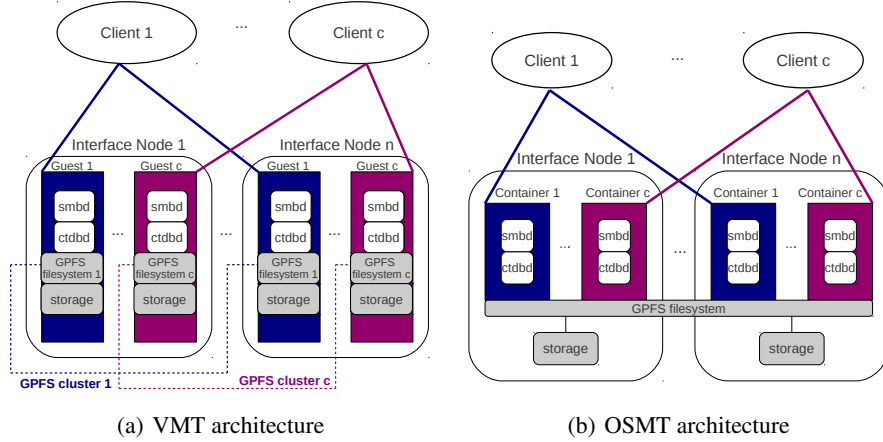 Client 1
...
Client c
Interface Node 1
Interface Node n
Guest 1
Guest c
Guest 1
Guest c
smbd
smbd
smbd
smbd
...
...
...
ctdbd
ctdbd
ctdbd
ctdbd
GPFS
filesystem 1
GPFS
filesystem c
GPFS
filesystem 1
GPFS
filesystem c
storage
storage
storage
storage
GPFS cluster 1
GPFS cluster c
(a) VMT architecture
Client 1
...
Client c
Interface Node 1
Interface Node n
Container 1
Container c
Container 1
Container c
smbd
smbd
smbd
smbd
...
...
...
ctdbd
ctdbd
ctdbd
ctdbd
GPFS filesystem
storage
storage
(b) OSMT architecture